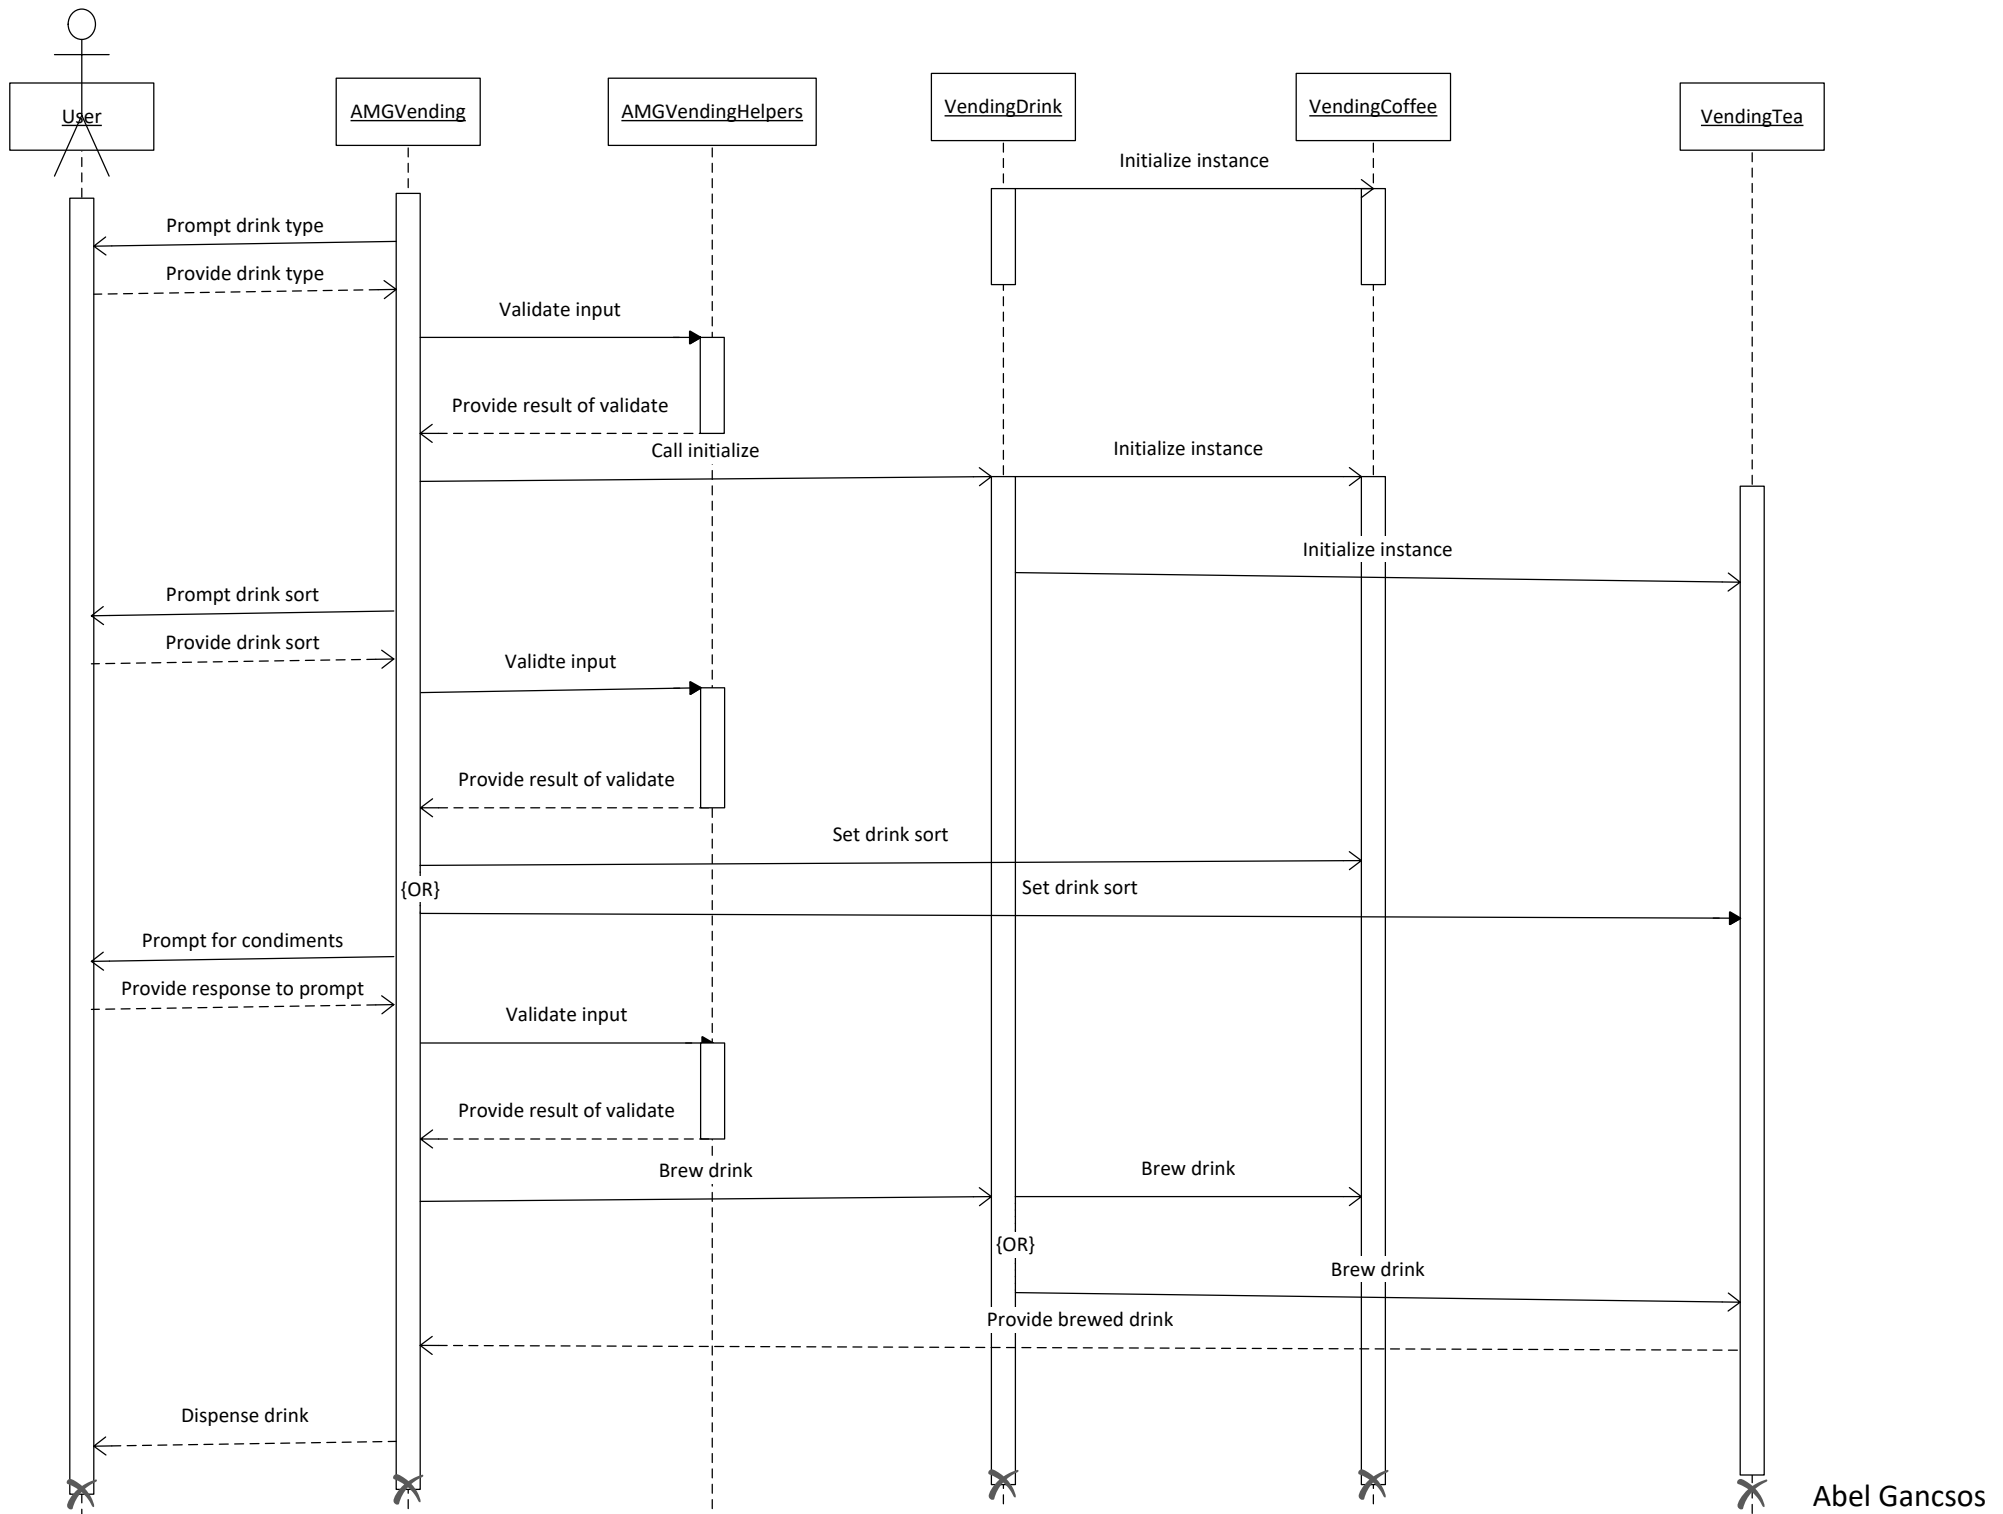 User
AMGVending
AMGVendingHelpers
VendingDrink
VendingCoffee
VendingTea
Initialize instance
Prompt drink type
Provide drink type
Validate input
Provide result of validate
Call initialize
Initialize instance
Initialize instance
Prompt drink sort
Provide drink sort
Validte input
Provide result of validate
Set drink sort
{OR}
Set drink sort
Prompt for condiments
Provide response to prompt
Validate input
Provide result of validate
Brew drink
Brew drink
{OR}
Brew drink
Provide brewed drink
Dispense drink
Abel Gancsos